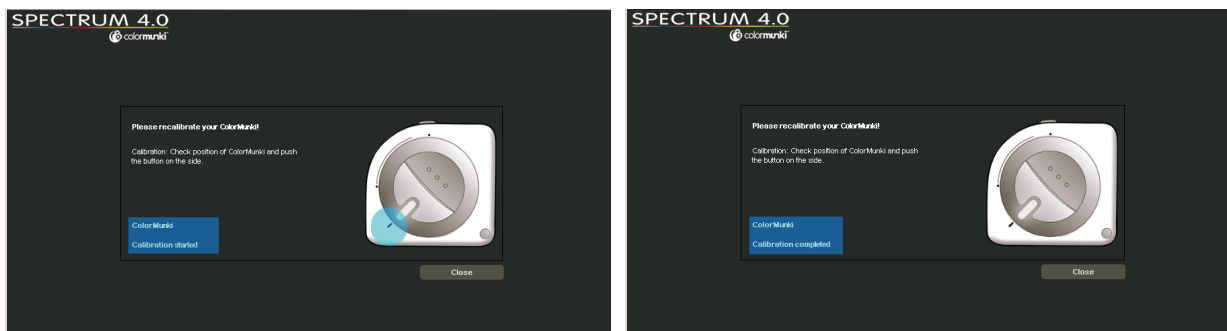 SPECTRUM 4.0
colormunki™
Please recalibrate your ColorMunki!
Calibration: Check position of ColorMunki and push
the button on the side.
ColorMunki
Calibration started
Close
SPECTRUM 4.0
colormunki™
Please recalibrate your ColorMunki!
Calibration: Check position of ColorMunki and push
the button on the side.
ColorMunki
Calibration completed
Close